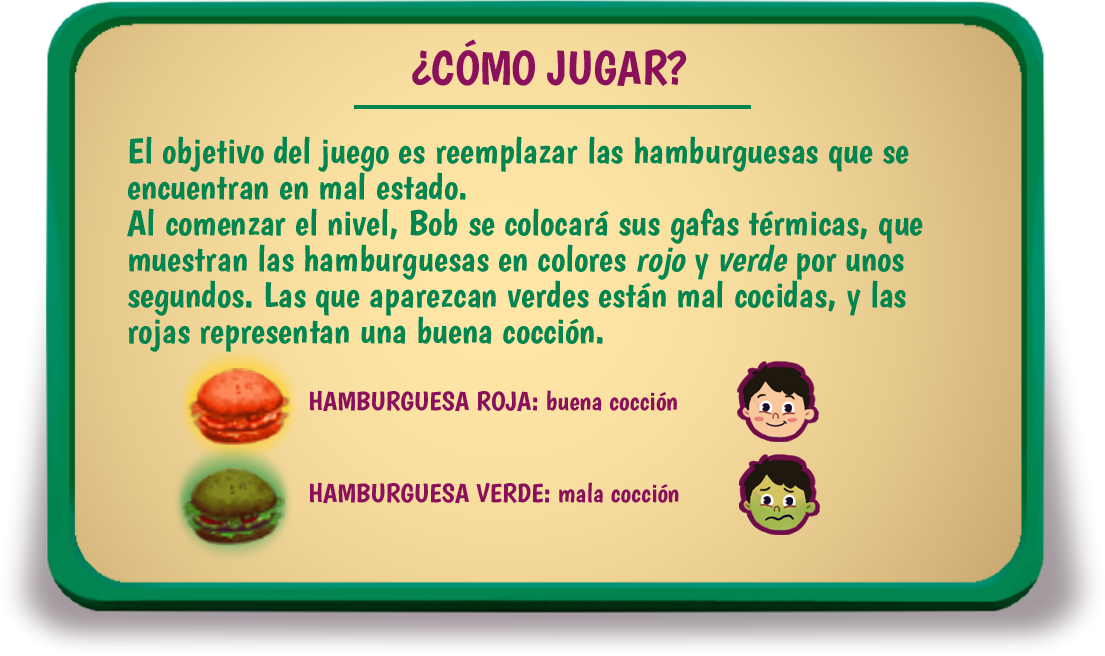 ¿CÓMO JUGAR?
El objetivo del juego es reemplazar las hamburguesas que se
encuentran en mal estado.
Al comenzar el nivel, Bob se colocará sus gafas térmicas, que
muestran las hamburguesas en colores rojo y verde por unos
segundos. Las que aparezcan verdes están mal cocidas, y las
rojas representan una buena cocción.
HAMBURGUESA ROJA: buena cocción
HAMBURGUESA VERDE: mala cocción